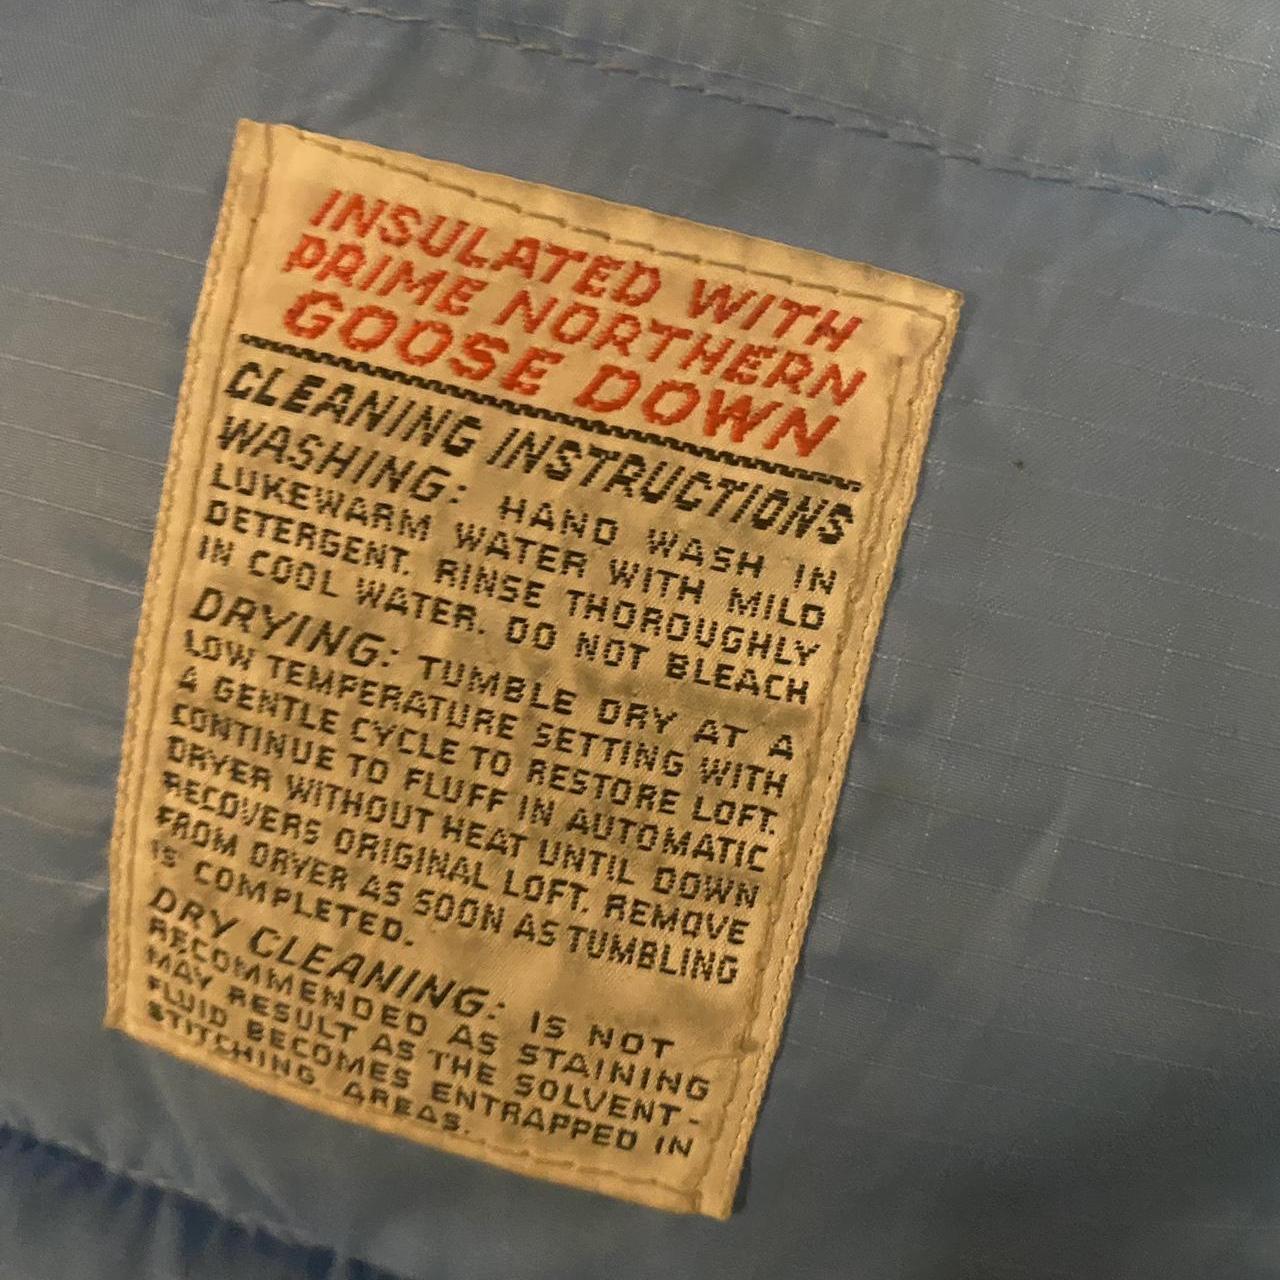 INSULATED WITH
PRIME NORTHERN
GOOSE DOWN
CLEANING INSTRUCTIONS
WASHING: HAND WASH IN
LUKEWARM WATER WITH MILD
DETERGENT. RINSE THOROUGHLY
IN COOL WATER. DO NOT BLEACH
DRYING: TUMBLE DRY AT A
LOW TEMPERATURE SETTING WITH
A GENTLE CYCLE TO RESTORE LOFT.
CONTINUE TO FLUFF IN AUTOMATIC
DRYER WITHOUT HEAT UNTIL DOWN
RECOVERS ORIGINAL LOFT. REMOVE
FROM DRYER AS SOON AS TUMBLING
IS COMPLETED.
DRY CLEANING: IS NOT
RECOMMENDED AS STAINING
MAY RESULT AS THE SOLVENT-
FLUID BECOMES ENTRAPPED IN
STITCHING AREAS.